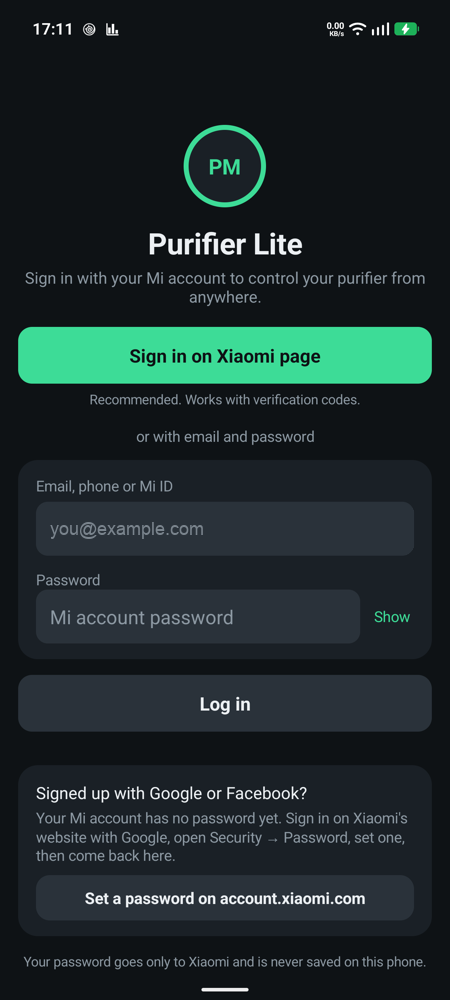 17:11
0.00
KB/s
PM
Purifier Lite
Sign in with your Mi account to control your purifier from
anywhere.
Sign in on Xiaomi page
Recommended. Works with verification codes.
or with email and password
Email, phone or Mi ID
you@example.com
Password
Mi account password
Show
Log in
Signed up with Google or Facebook?
Your Mi account has no password yet. Sign in on Xiaomi's
website with Google, open Security → Password, set one,
then come back here.
Set a password on account.xiaomi.com
Your password goes only to Xiaomi and is never saved on this phone.